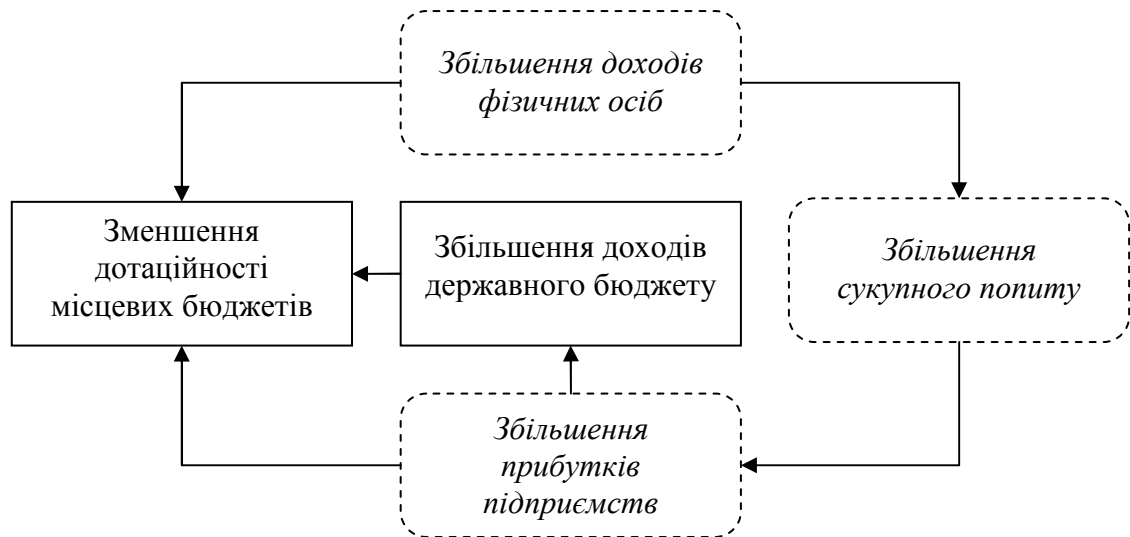 Збільшення доходів
фізичних осіб
Зменшення
дотаційності
місцевих бюджетів
Збільшення доходів
державного бюджету
Збільшення
сукупного попиту
Збільшення
прибутків
підприємств